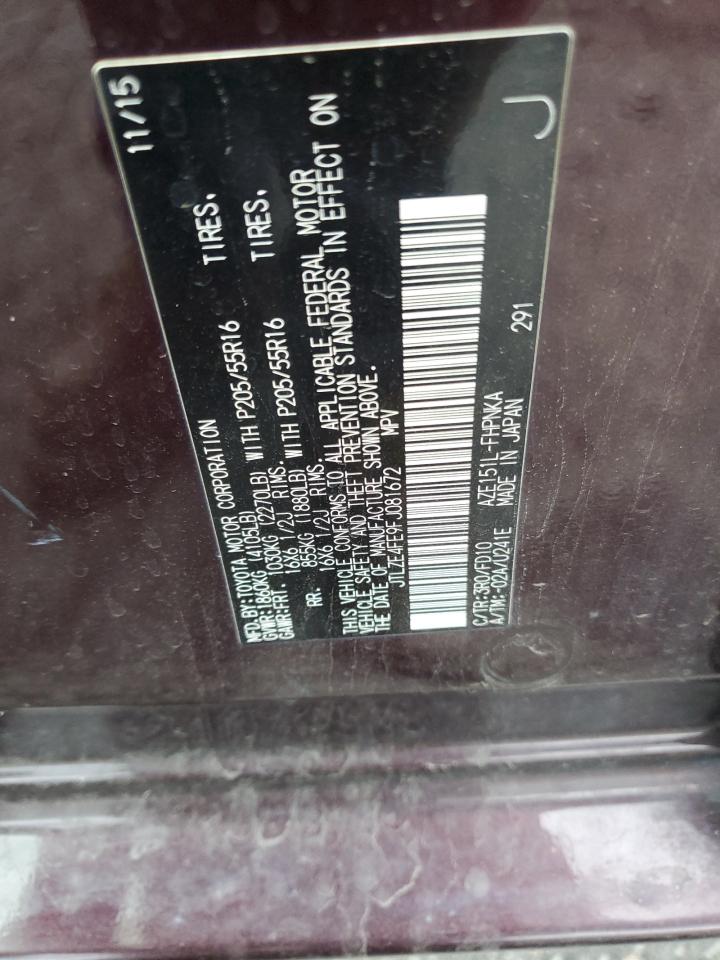 MFD. BY: TOYOTA MOTOR CORPORATION 11/15
GVWR: 1860KG (4105LB)
GAWR: FRT. 1030KG (2270LB) WITH P205/55R16 TIRES.
16X6 1/2J RIMS.
RR. 855KG (1880LB) WITH P205/55R16 TIRES.
16X6 1/2J RIMS.
THIS VEHICLE CONFORMS TO ALL APPLICABLE FEDERAL MOTOR
VEHICLE SAFETY AND THEFT PREVENTION STANDARDS IN EFFECT ON
THE DATE OF MANUFACTURE SHOWN ABOVE.
JTLZE4FE9FJ081672 MPV
C/TR: 3R0/FD10 AZE151L-FHPNKA
A/TM: -02A/U241E MADE IN JAPAN 291
J